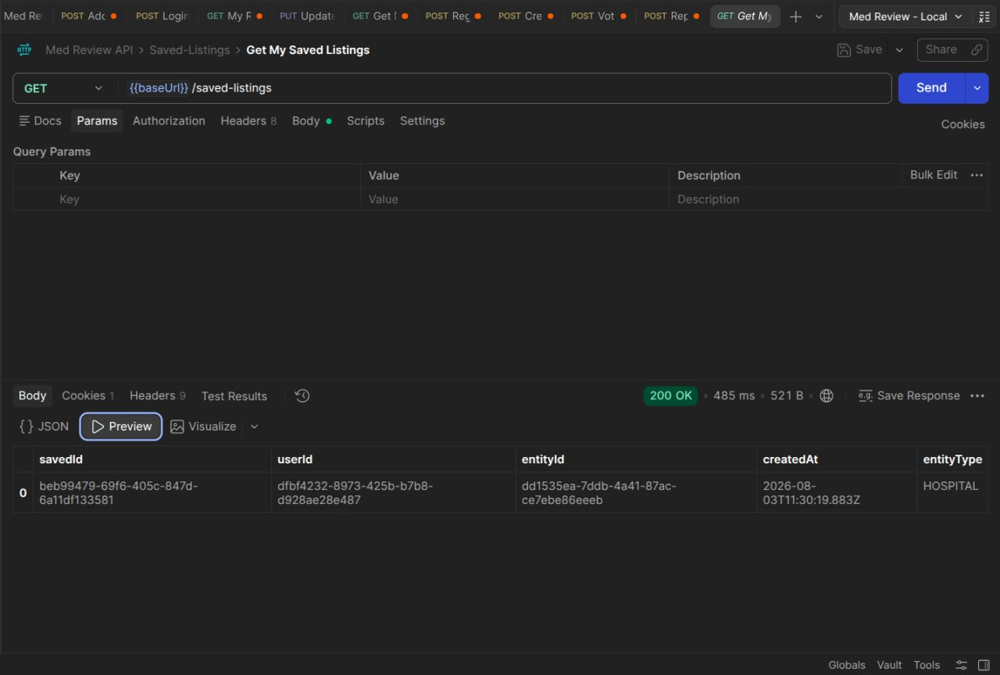 Med Re POST Adc POST Login GET My R PUT Update GET Get POST Reg POST Cre POST Vot POST Rep GET Get My Med Review - Local
HTTP Med Review API > Saved-Listings > Get My Saved Listings Save Share
GET {{baseUrl}} /saved-listings Send
Docs Params Authorization Headers 8 Body Scripts Settings Cookies
Query Params
Key Value Description Bulk Edit
Key Value Description
Body Cookies 1 Headers 9 Test Results 200 OK 485 ms 521 B e.g. Save Response
{ } JSON Preview Visualize
savedId userId entityId createdAt entityType
0 beb99479-69f6-405c-847d-6a11df133581 dfbf4232-8973-425b-b7b8-d928ae28e487 dd1535ea-7ddb-4a41-87ac-ce7ebe86eeeb 2026-08-03T11:30:19.883Z HOSPITAL
Globals Vault Tools